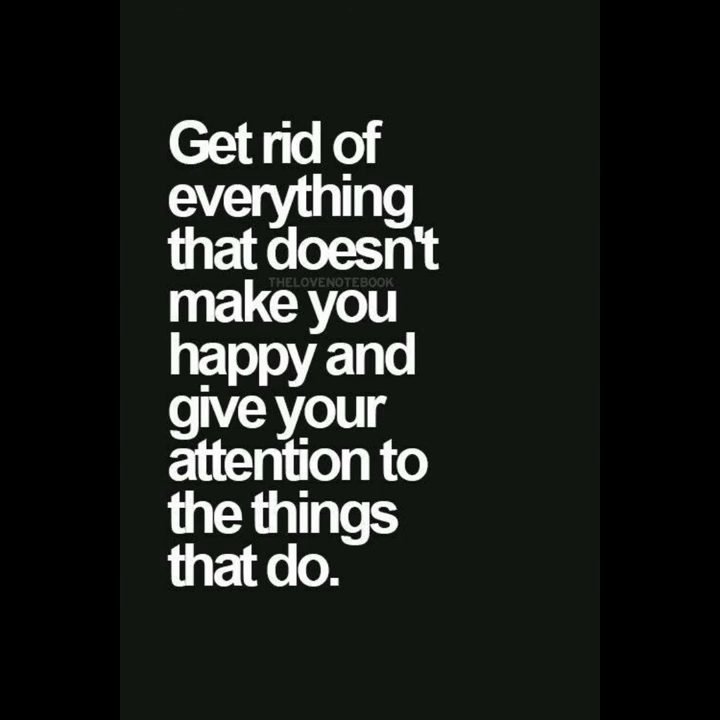 Get rid of
everything
that doesn't
THELOVENOTEBOOK
make you
happy and
give your
attention to
the things
that do.